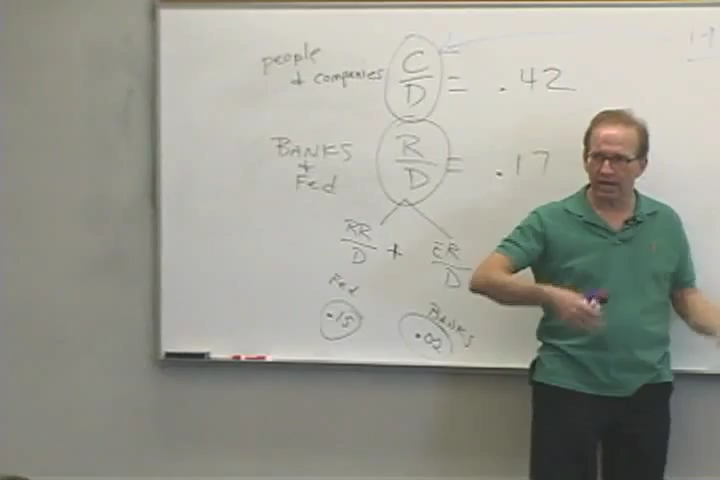 people
& companies C/D = .42
BANKS
+
Fed
R/D = .17
RR/D + ER/D
Fed
.15
BANKS
.02